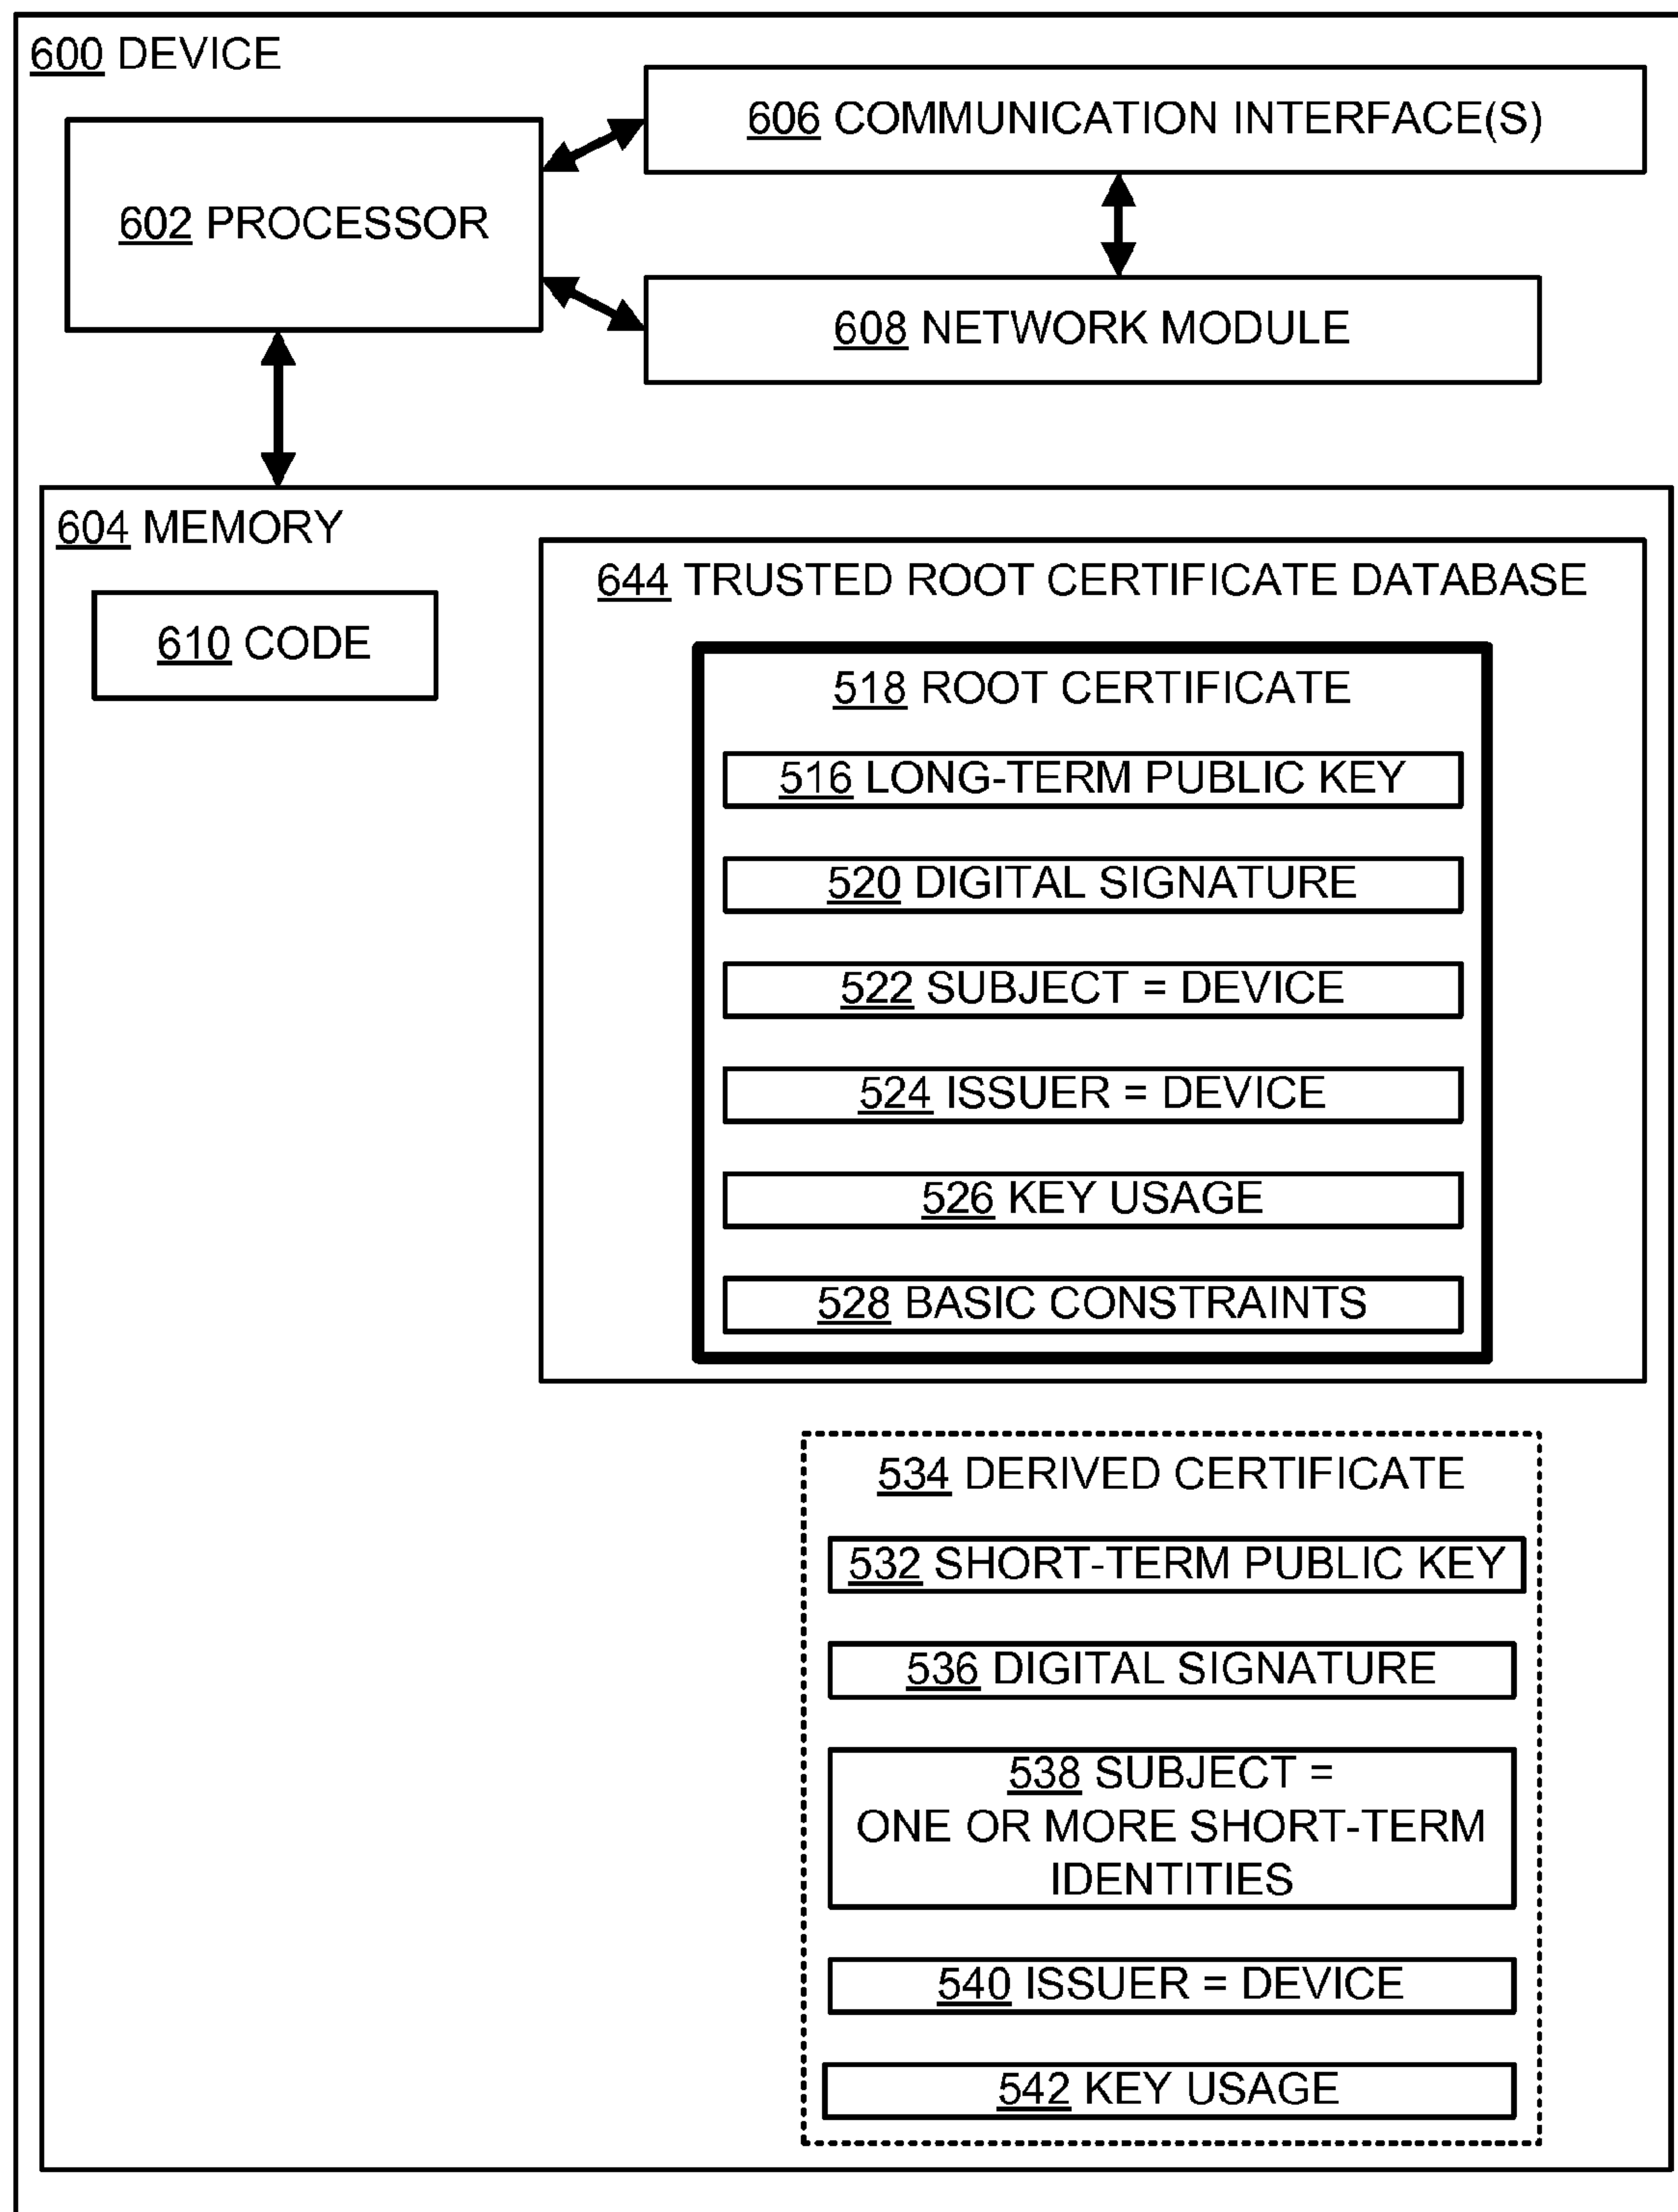 600 DEVICE
606 COMMUNICATION INTERFACE(S)
602 PROCESSOR
608 NETWORK MODULE
604 MEMORY
644 TRUSTED ROOT CERTIFICATE DATABASE
610 CODE
518 ROOT CERTIFICATE
516 LONG-TERM PUBLIC KEY
520 DIGITAL SIGNATURE
522 SUBJECT = DEVICE
524 ISSUER = DEVICE
526 KEY USAGE
528 BASIC CONSTRAINTS
534 DERIVED CERTIFICATE
532 SHORT-TERM PUBLIC KEY
536 DIGITAL SIGNATURE
538 SUBJECT =
ONE OR MORE SHORT-TERM
IDENTITIES
540 ISSUER = DEVICE
542 KEY USAGE